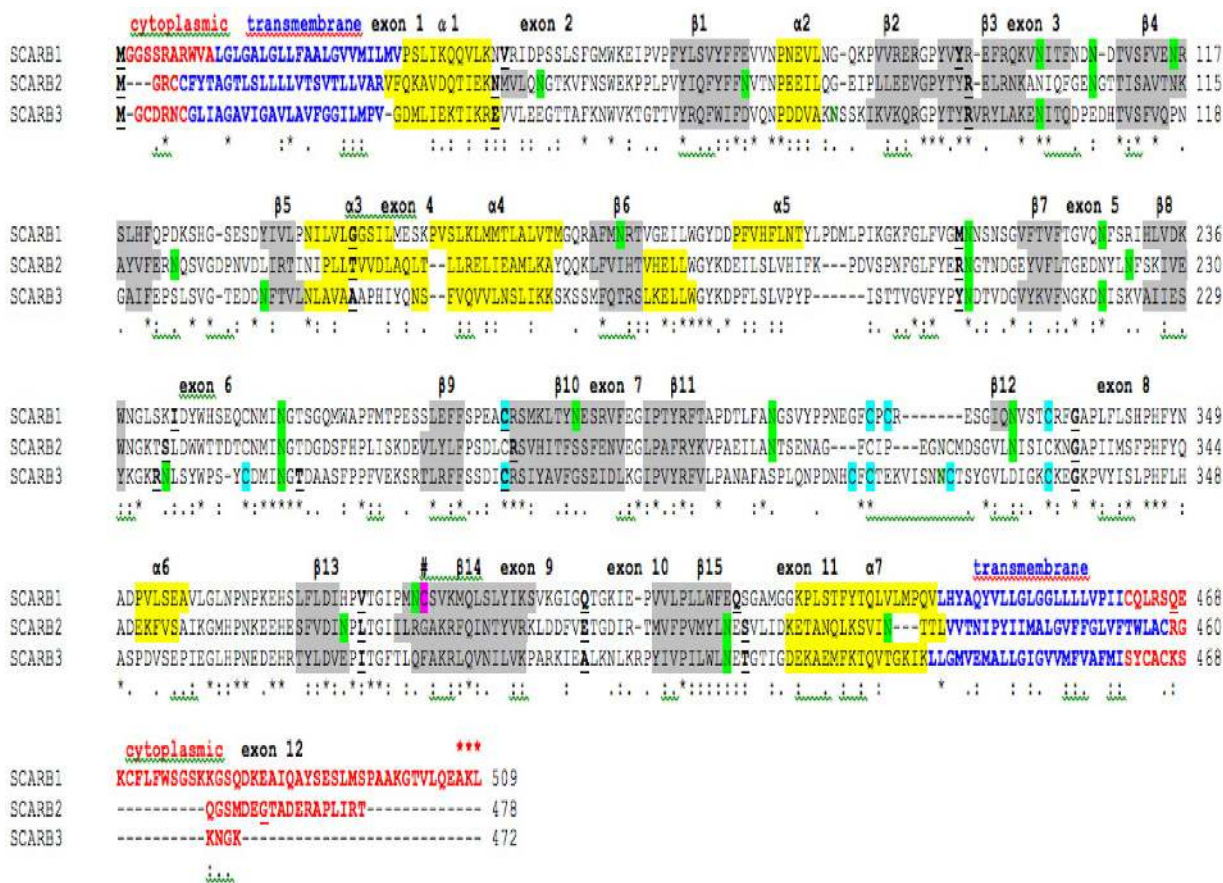 cytoplasmic transmembrane exon 1 α1 exon 2 β1 α2 β2 β3 exon 3 β4
SCARB1 MGGSSRARWVALGLGALGLLFAALGVVMILMVPSLIKQQVLKNVRIDPSSLSFGMWKEIPVPFYLSVYFFEVVNPNEVLNG-QKPVVRERGPYVYR-EFRQKVNITFNDN-DTVSFVENR 117
SCARB2 M---GRCCFYTAGTLSLLLLVTSVTLLVARVFQKAVDQTIEKNMVLQNGTKVFNSWEKPPLPVYIQFYFFNVTNPEEILQG-EIPLLEEVGPYTYR-ELRNKANIQFGENGTTISAVTNK 115
SCARB3 M-GCDRNCGLIAGAVIGAVLAVFGGILMPV-GDMLIEKTIKREVVLEEGTTAFKNWVKTGTTVYRQFWIFDVQNPDDVAKNSSKIKVKQRGPYTYRVRYLAKENITQDPEDHTVSFVQPN 118
β5 α3 exon 4 α4 β6 α5 β7 exon 5 β8
SCARB1 SLHFQPDKSHG-SESDYIVLPNILVLGGSILMESKPVSLKLMMTLALVTMGQRAFMNRTVGEILWGYDDPFVHFLNTYLPDMLPIKGKFGLFVGMNNSNSGVFTVFTGVQNFSRIHLVDK 236
SCARB2 AYVFERNQSVGDPNVDLIRTINIPLLTVVDLAQLT--LLRELIEAMLKAYQQKLFVIHTVHELLWGYKDEILSLVHIFK--PDVSPNFGLFYERNGTNDGEYVFLTGEDNYLNFSKIVE 230
SCARB3 GAIFEPSLSVG-TEDDNFTVLNLAVAAAPHIYQNS--FVQVVLNSLIKKSKSSMFQTRSLKELLWGYKDPFLSLVPYP------ISTTVGVFYPYNDTVDGVYKVFNGKDNISKVAIIES 229
exon 6 β9 β10 exon 7 β11 β12 exon 8
SCARB1 WNGLSKIDYWHSEQCNMINGTSGQMWAPFMTPESSLEFFSPEACRSMKLTYNESRVFEGIPTYRFTAPDTLFANGSVYPPNEGFCPCR-------ESGIQNVSTCRFGAPLFLSHPHFYN 349
SCARB2 WNGKTSLDWWTTDTCNMINGTDGDSFHPLISKDEVLYLFPSDLCRSVHITFSSFENVEGLPAFRYKVPAEILANTSENAG---FCIP---EGNCMDSGVLNISICKNGAPIIMSFPHFYQ 344
SCARB3 YKGKRNLSYWPS-YCDMINGTDAASFPPFVEKSRTLRFFSSDICRSIYAVFGSEIDLKGIPVYRFVLPANAFASPLQNPDNHCFCTEKVISNNCTSYGVLDIGKCKEGKPVYISLPHFLH 348
α6 β13 # β14 exon 9 exon 10 β15 exon 11 α7 transmembrane
SCARB1 ADPVLSEAVLGLNPNPKEHSLFLDIHPVTGIPMNCSVKMQLSLYIKSVKGIGQTGKIE-PVVLPLLWFEQSGAMGGKPLSTFYTQLVLMPQVLHYAQYVLLGLGGLLLLVPIICQLRSQE 468
SCARB2 ADEKFVSAIKGMHPNKEEHESFVDINPLTGIILRGAKRFQINTYVRKLDDFVETGDIR-TMVFPVMYLNESVLIDKETANQLKSVIN---TTLVVTNIPYIIMALGVFFGLVFTWLACRG 460
SCARB3 ASPDVSEPIEGLHPNEDEHRTYLDVEPITGFTLQFAKRLQVNILVKPARKIEALKNLKRPYIVPILWLNETGTIGDEKAEMFKTQVTGKIKLLGMVEMALLGIGVVMFVAFMISYCACKS 468
cytoplasmic exon 12 ***
SCARB1 KCFLFWSGSKKGSQDKEAIQAYSESLMSPAAKGTVLQEAKL 509
SCARB2 ----------QGSMDEGTADERAPLIRT------------- 478
SCARB3 ----------KNGK--------------------------- 472